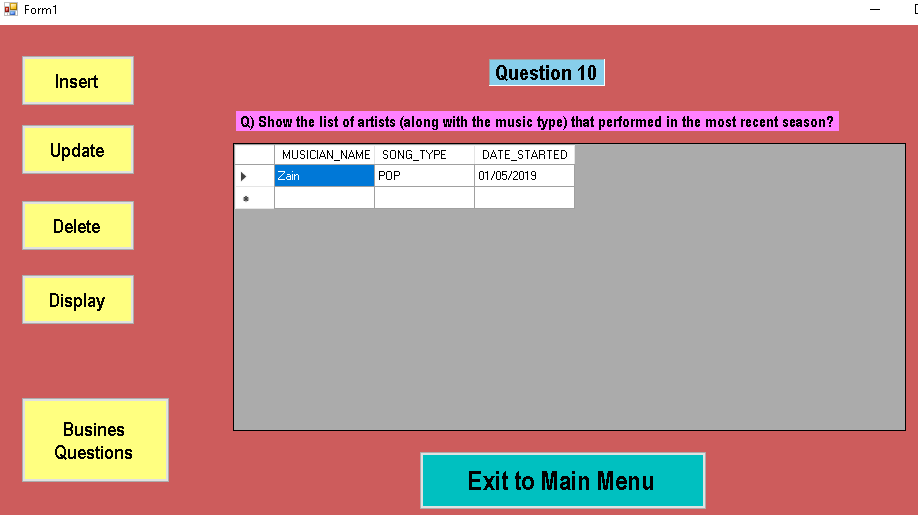 Form1
Insert
Update
Delete
Display
Busines
Questions
Question 10
Q) Show the list of artists (along with the music type) that performed in the most recent season?
MUSICIAN_NAME SONG_TYPE DATE_STARTED
Zain POP 01/05/2019
Exit to Main Menu